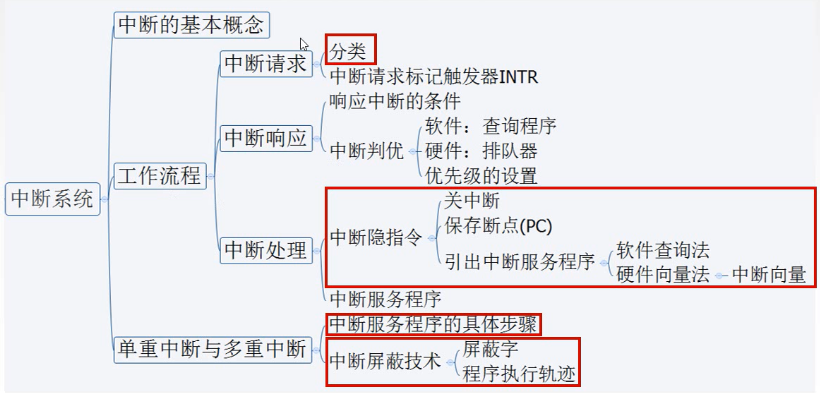 中断系统
中断的基本概念
工作流程
中断请求
分类
中断请求标记触发器INTR
中断响应
响应中断的条件
中断判优
软件：查询程序
硬件：排队器
优先级的设置
中断处理
中断隐指令
关中断
保存断点(PC)
引出中断服务程序
软件查询法
硬件向量法
中断向量
中断服务程序
单重中断与多重中断
中断服务程序的具体步骤
中断屏蔽技术
屏蔽字
程序执行轨迹